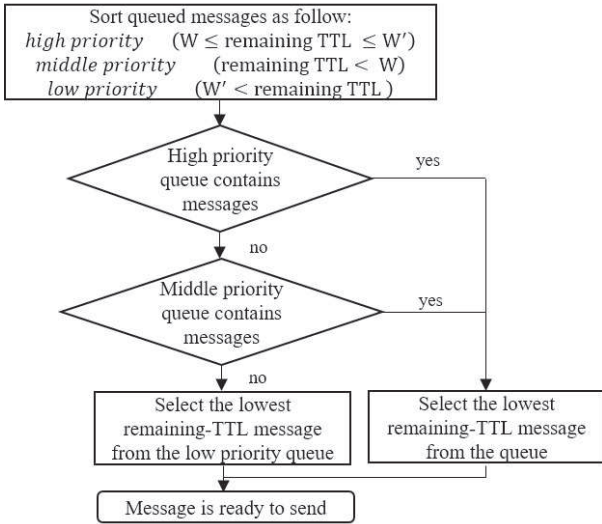 Sort queued messages as follow:
high priority (W ≤ remaining TTL ≤ W′)
middle priority (remaining TTL < W)
low priority (W′ < remaining TTL )
High priority
queue contains
messages
yes
no
Middle priority
queue contains
messages
yes
no
Select the lowest
remaining-TTL message
from the low priority queue
Select the lowest
remaining-TTL message
from the queue
Message is ready to send